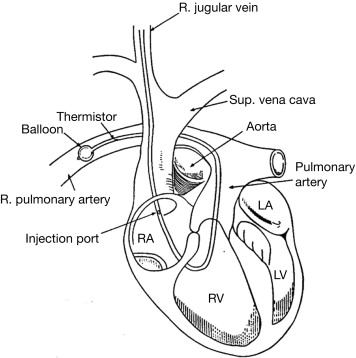 R. jugular vein
Sup. vena cava
Thermistor
Balloon
Aorta
Pulmonary
artery
R. pulmonary artery
Injection port
RA
LA
LV
RV